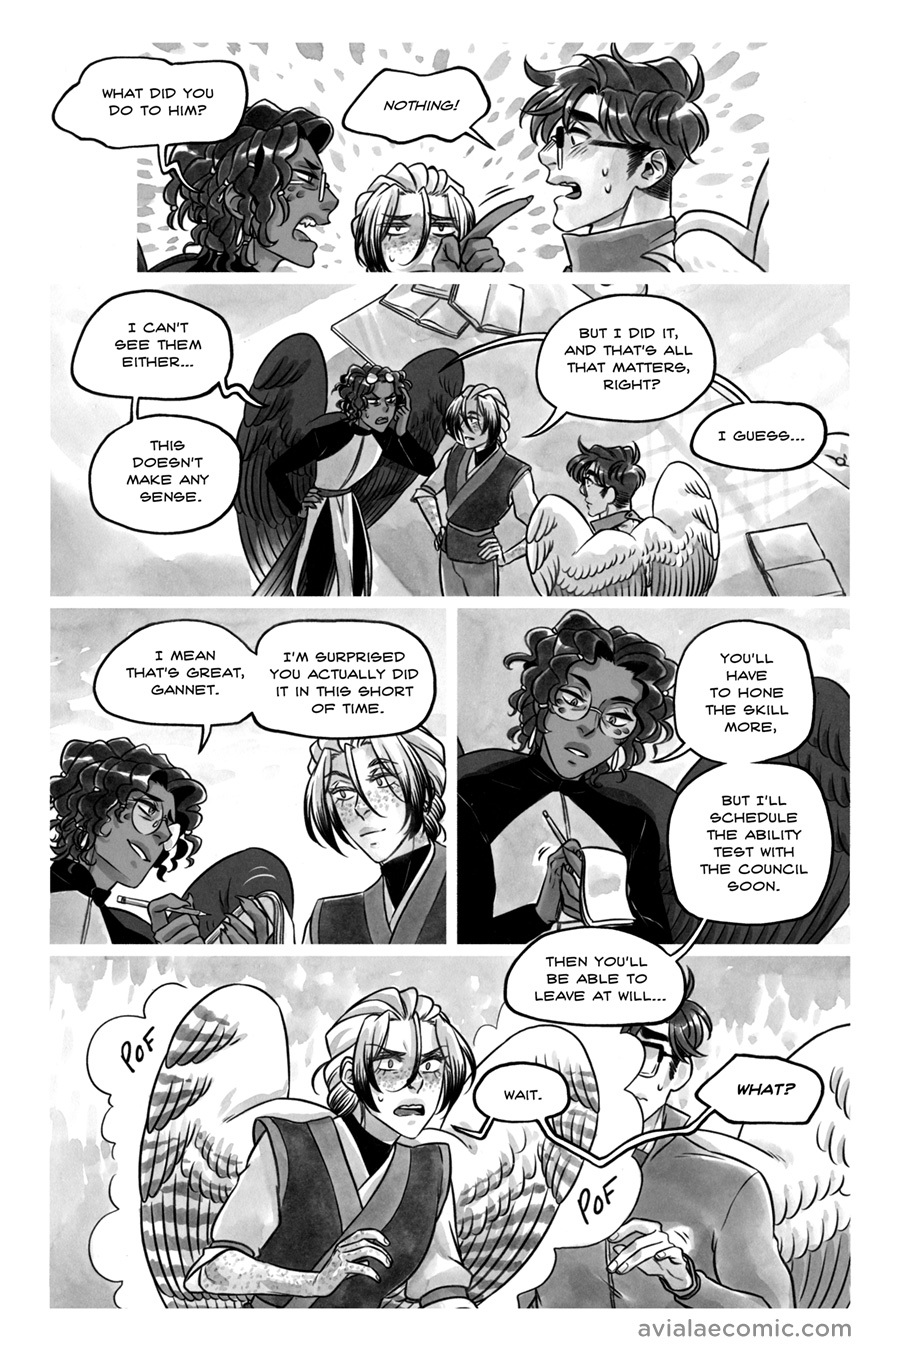 WHAT DID YOU
DO TO HIM?
NOTHING!
I CAN'T
SEE THEM
EITHER...
THIS
DOESN'T
MAKE ANY
SENSE.
BUT I DID IT,
AND THAT'S ALL
THAT MATTERS,
RIGHT?
I GUESS...
I MEAN
THAT'S GREAT,
GANNET.
I'M SURPRISED
YOU ACTUALLY DID
IT IN THIS SHORT
OF TIME.
YOU'LL
HAVE
TO HONE
THE SKILL
MORE,
BUT I'LL
SCHEDULE
THE ABILITY
TEST WITH
THE COUNCIL
SOON.
THEN YOU'LL
BE ABLE TO
LEAVE AT WILL...
POF
WAIT.
WHAT?
POF
avialaecomic.com